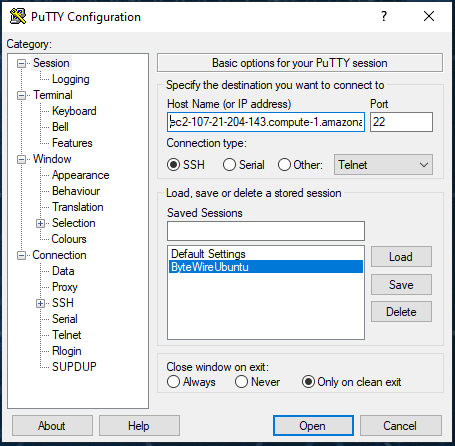 PuTTY Configuration
Category:
Session
Logging
Terminal
Keyboard
Bell
Features
Window
Appearance
Behaviour
Translation
Selection
Colours
Connection
Data
Proxy
SSH
Serial
Telnet
Rlogin
SUPDUP
Basic options for your PuTTY session
Specify the destination you want to connect to
Host Name (or IP address) Port
ec2-107-21-204-143.compute-1.amazona 22
Connection type:
SSH Serial Other: Telnet
Load, save or delete a stored session
Saved Sessions
Default Settings
ByteWireUbuntu
Load
Save
Delete
Close window on exit:
Always Never Only on clean exit
About Help Open Cancel